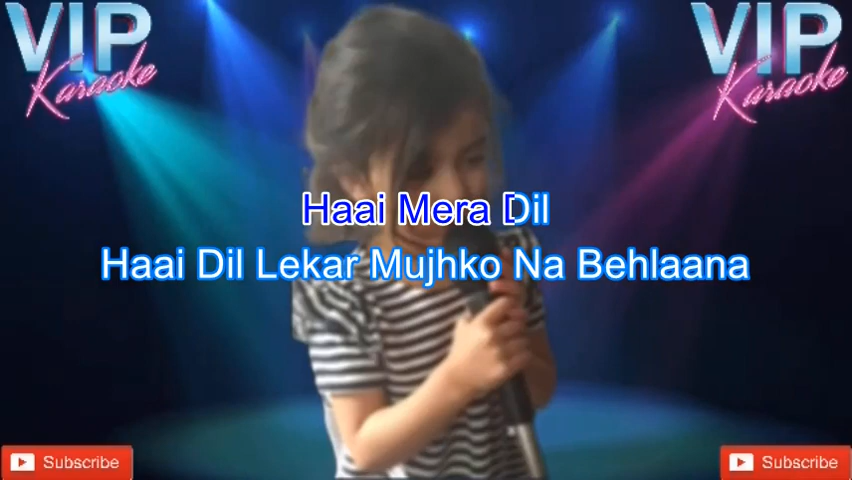 VIP VIP
Karaoke Karaoke
Haai Mera Dil
Haai Dil Lekar Mujhko Na Behlaana
Subscribe Subscribe